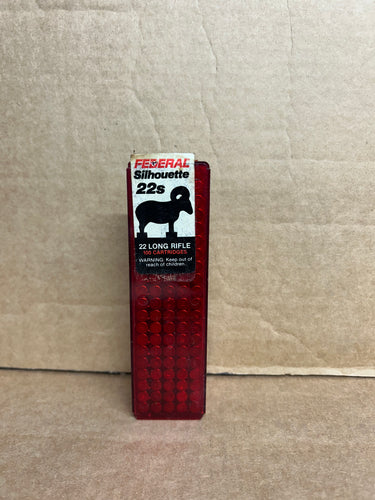 FEDERAL
Silhouette
22s
22 LONG RIFLE
100 CARTRIDGES
WARNING: Keep out of
reach of children.